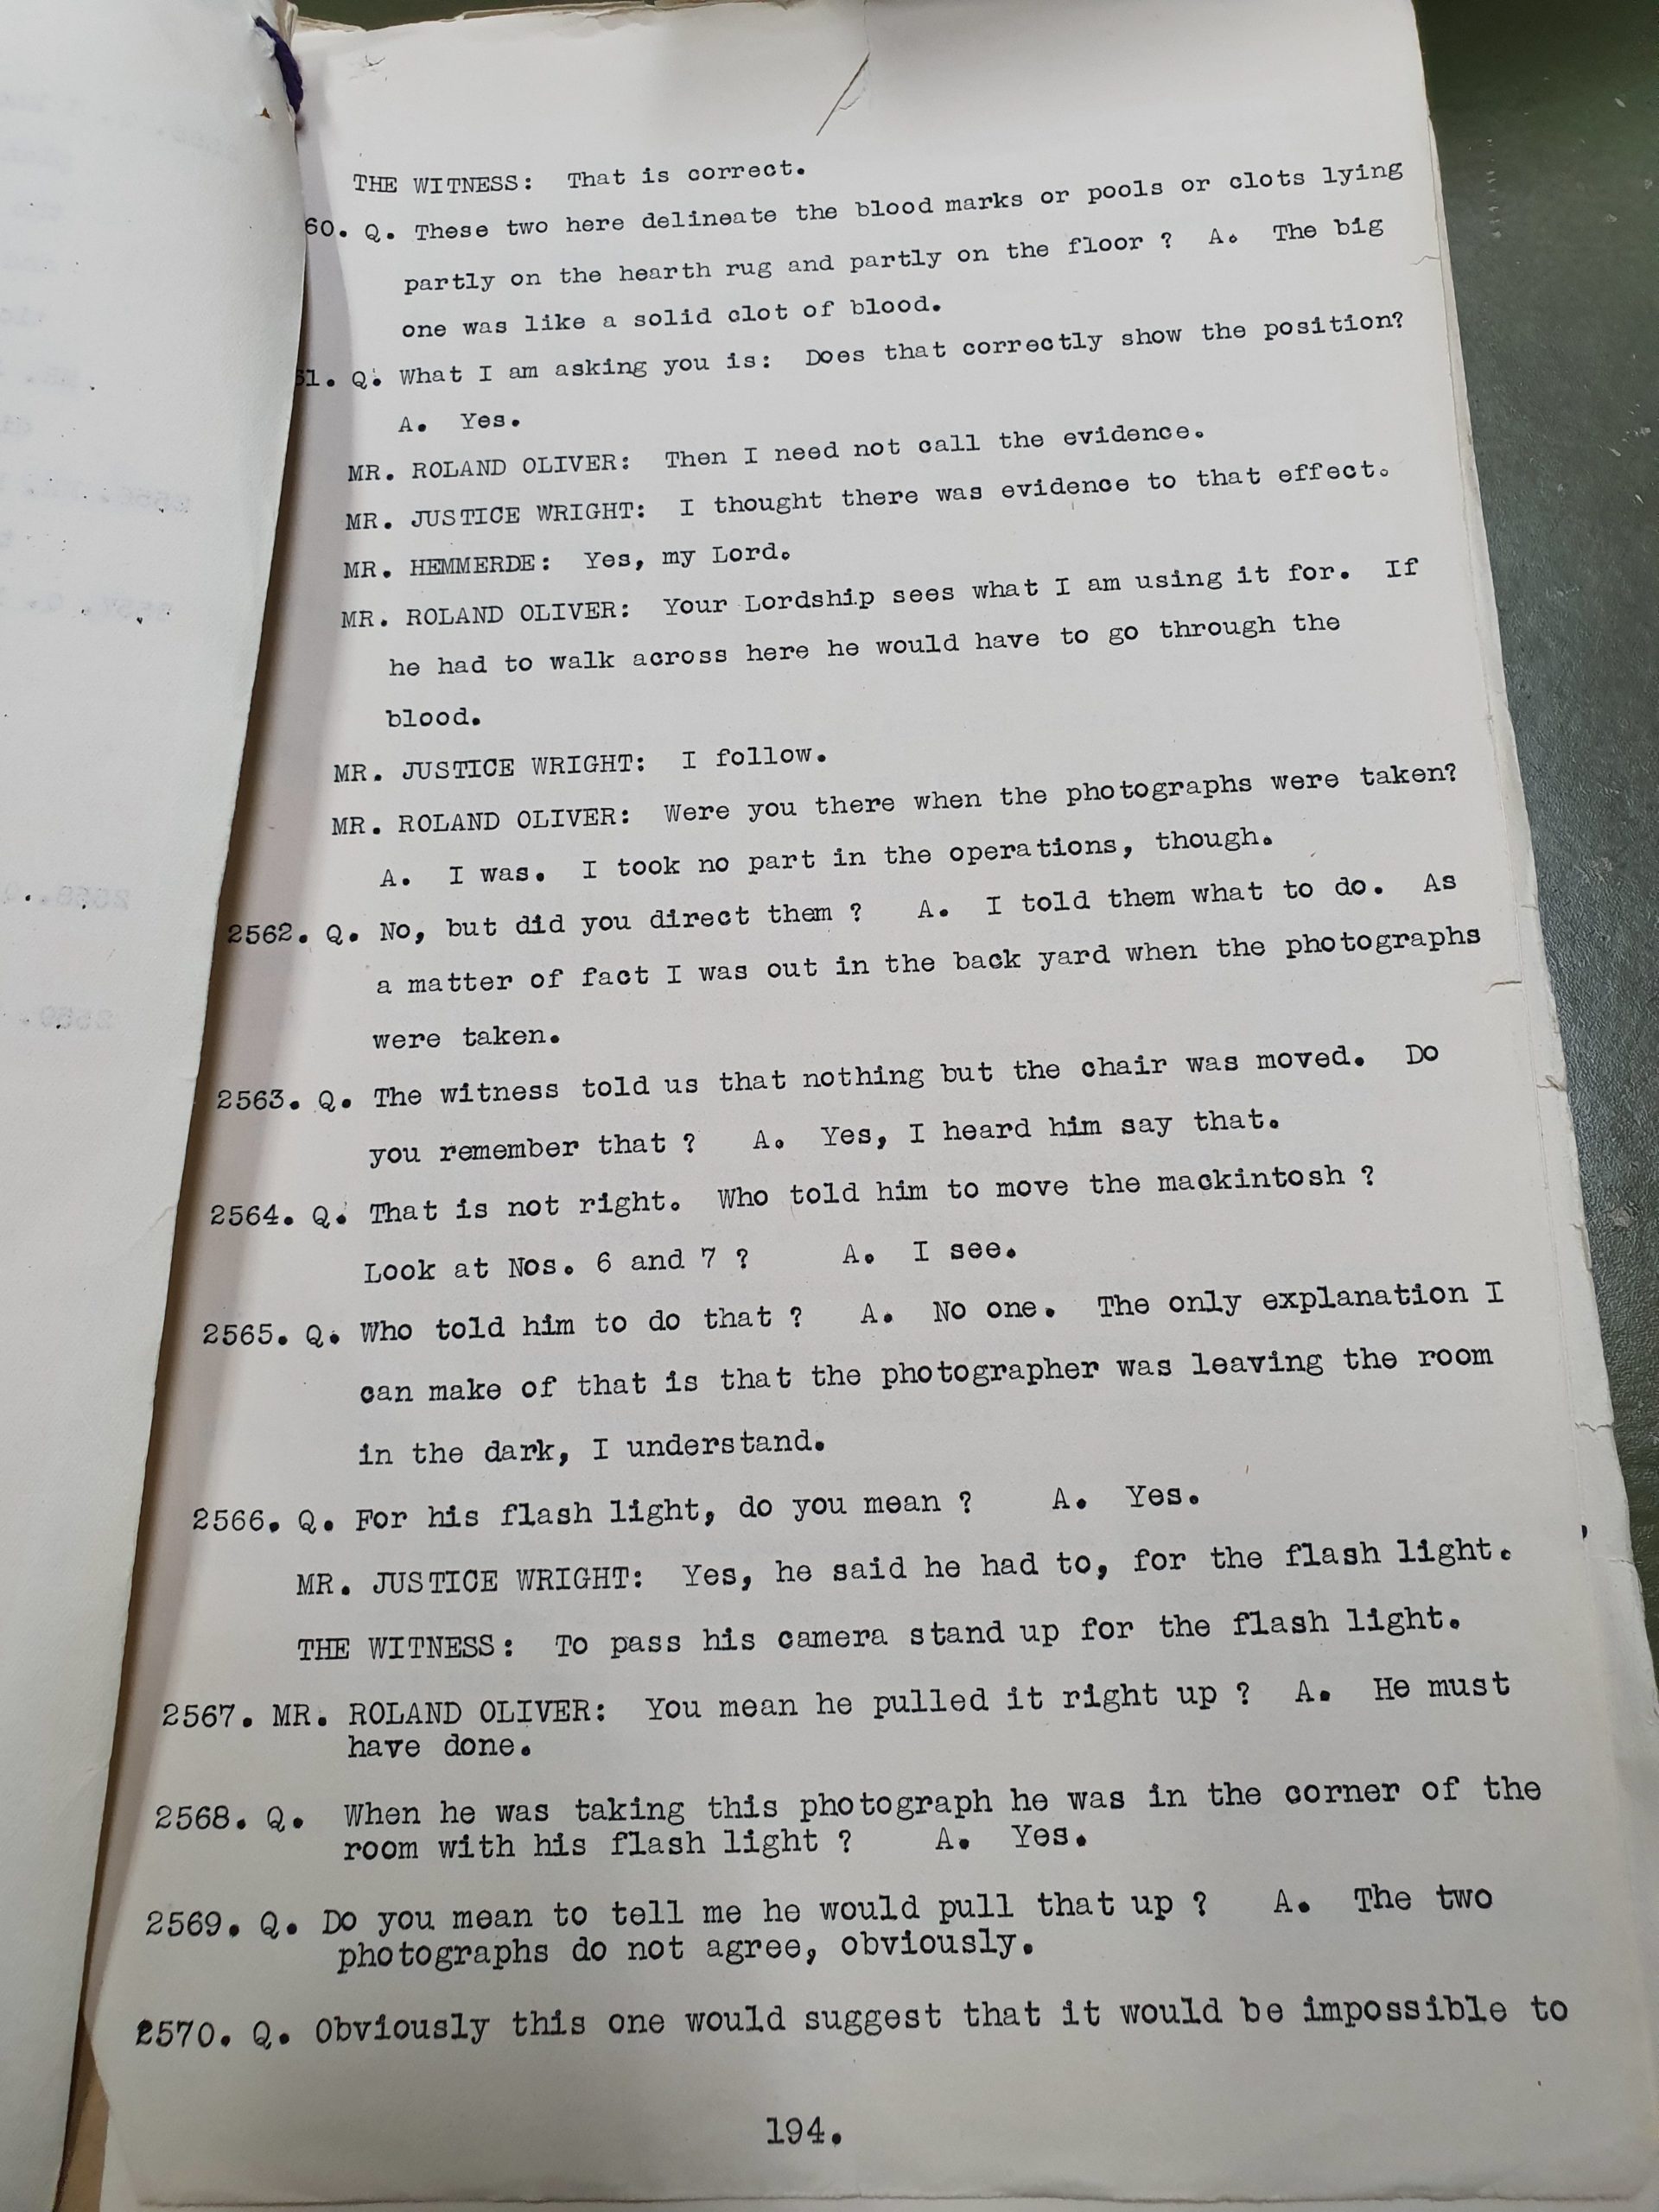 THE WITNESS: That is correct.
60. Q. These two here delineate the blood marks or pools or clots lying
partly on the hearth rug and partly on the floor ? A. The big
one was like a solid clot of blood.
61. Q. What I am asking you is: Does that correctly show the position?
A. Yes.
MR. ROLAND OLIVER: Then I need not call the evidence.
MR. JUSTICE WRIGHT: I thought there was evidence to that effect.
MR. HEMMERDE: Yes, my Lord.
MR. ROLAND OLIVER: Your Lordship sees what I am using it for. If
he had to walk across here he would have to go through the
blood.
MR. JUSTICE WRIGHT: I follow.
MR. ROLAND OLIVER: Were you there when the photographs were taken?
A. I was. I took no part in the operations, though.
2562. Q. No, but did you direct them ? A. I told them what to do. As
a matter of fact I was out in the back yard when the photographs
were taken.
2563. Q. The witness told us that nothing but the chair was moved. Do
you remember that ? A. Yes, I heard him say that.
2564. Q. That is not right. Who told him to move the mackintosh ?
Look at Nos. 6 and 7 ? A. I see.
2565. Q. Who told him to do that ? A. No one. The only explanation I
can make of that is that the photographer was leaving the room
in the dark, I understand.
2566. Q. For his flash light, do you mean ? A. Yes.
MR. JUSTICE WRIGHT: Yes, he said he had to, for the flash light.
THE WITNESS: To pass his camera stand up for the flash light.
2567. MR. ROLAND OLIVER: You mean he pulled it right up ? A. He must
have done.
2568. Q. When he was taking this photograph he was in the corner of the
room with his flash light ? A. Yes.
2569. Q. Do you mean to tell me he would pull that up ? A. The two
photographs do not agree, obviously.
2570. Q. Obviously this one would suggest that it would be impossible to
194.